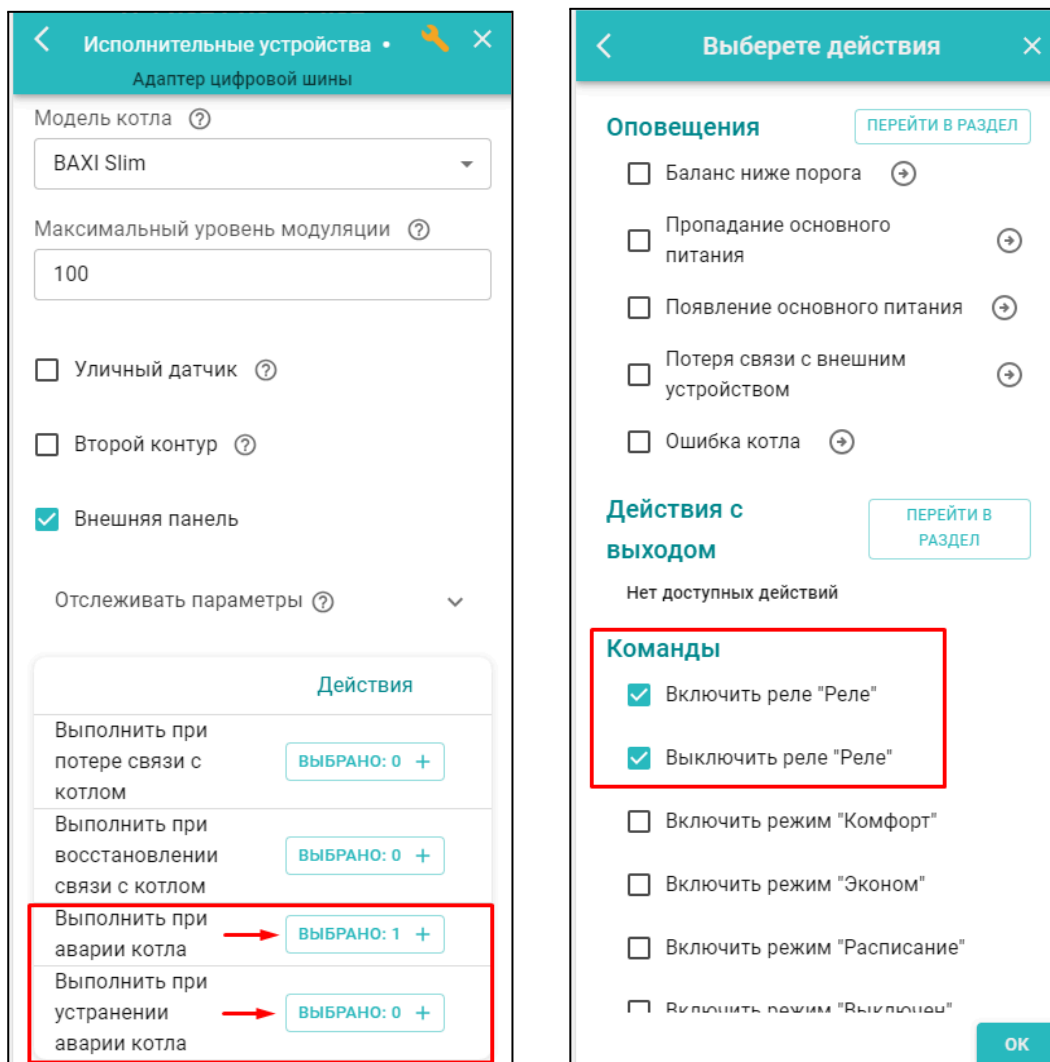 Исполнительные устройства •
Адаптер цифровой шины
Модель котла
BAXI Slim
Максимальный уровень модуляции
100
Уличный датчик
Второй контур
Внешняя панель
Отслеживать параметры
Действия
Выполнить при
потере связи с
котлом
ВЫБРАНО: 0 +
Выполнить при
восстановлении
связи с котлом
ВЫБРАНО: 0 +
Выполнить при
аварии котла
ВЫБРАНО: 1 +
Выполнить при
устранении
аварии котла
ВЫБРАНО: 0 +
Выберете действия
Оповещения
ПЕРЕЙТИ В РАЗДЕЛ
Баланс ниже порога
Пропадание основного
питания
Появление основного питания
Потеря связи с внешним
устройством
Ошибка котла
Действия с
выходом
ПЕРЕЙТИ В
РАЗДЕЛ
Нет доступных действий
Команды
Включить реле "Реле"
Выключить реле "Реле"
Включить режим "Комфорт"
Включить режим "Эконом"
Включить режим "Расписание"
Включить режим "Выключен"
ОК